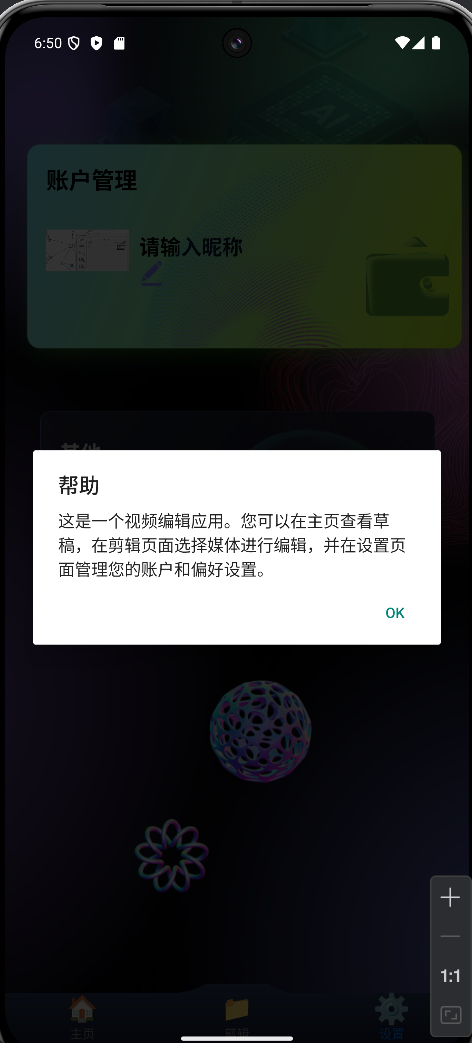 6:50
AI
账户管理
请输入昵称
其他
帮助
这是一个视频编辑应用。您可以在主页查看草
稿，在剪辑页面选择媒体进行编辑，并在设置页
面管理您的账户和偏好设置。
OK
1:1
主页
剪辑
设置